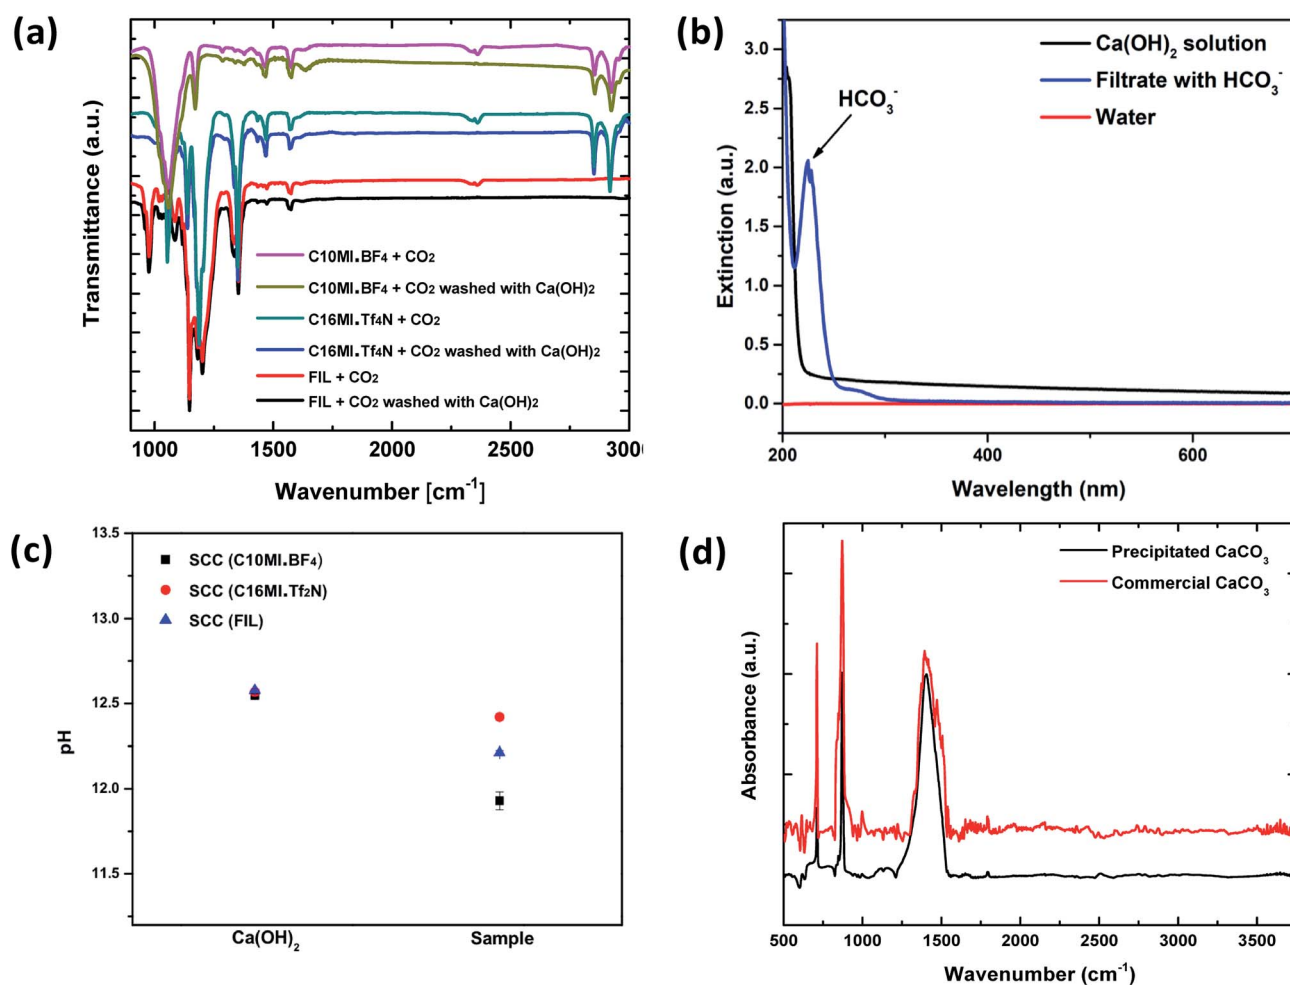 (a)
Transmittance (a.u.)
C10MI.BF4 + CO2
C10MI.BF4 + CO2 washed with Ca(OH)2
C16MI.Tf4N + CO2
C16MI.Tf4N + CO2 washed with Ca(OH)2
FIL + CO2
FIL + CO2 washed with Ca(OH)2
1000 1500 2000 2500 3000
Wavenumber [cm-1]
(b)
Extinction (a.u.)
3.0
2.5
2.0
1.5
1.0
0.5
0.0
Ca(OH)2 solution
Filtrate with HCO3-
Water
HCO3-
200 400 600
Wavelength (nm)
(c)
pH
13.5
13.0
12.5
12.0
11.5
SCC (C10MI.BF4)
SCC (C16MI.Tf2N)
SCC (FIL)
Ca(OH)2 Sample
(d)
Absorbance (a.u.)
Precipitated CaCO3
Commercial CaCO3
500 1000 1500 2000 2500 3000 3500
Wavenumber (cm-1)